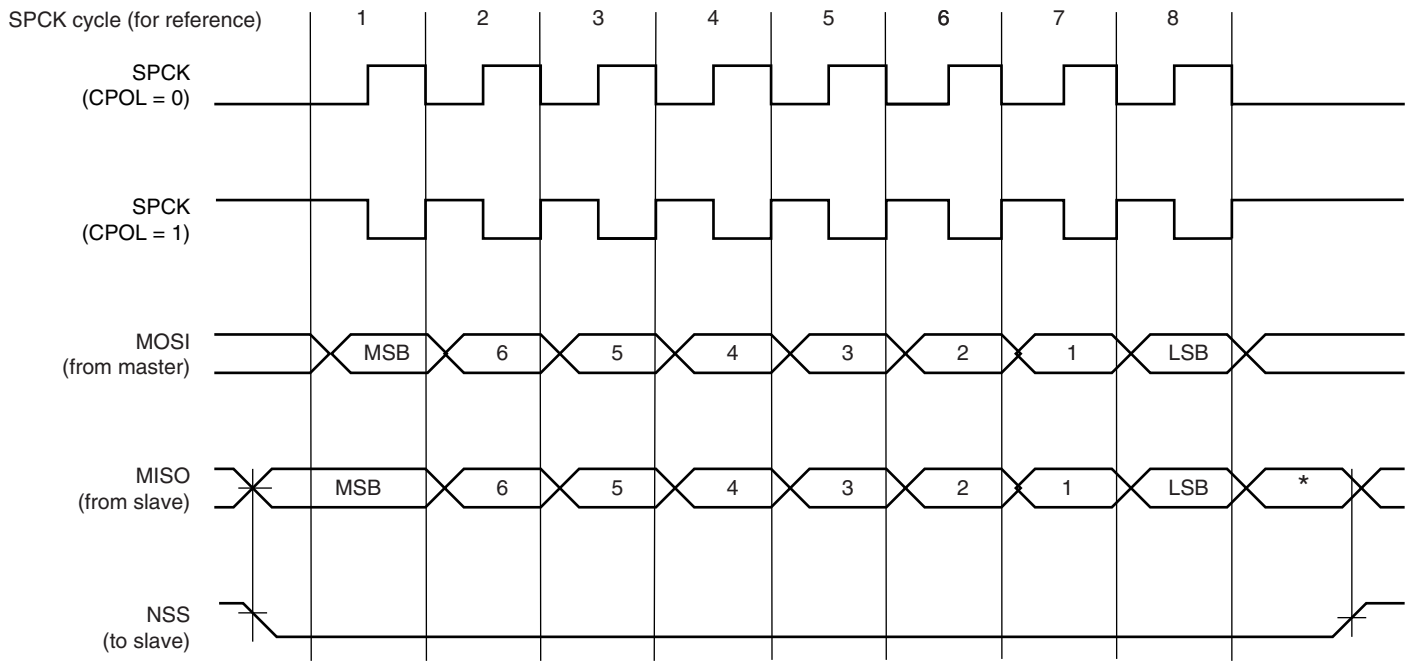 SPCK cycle (for reference) 1 2 3 4 5 6 7 8
SPCK
(CPOL = 0)
SPCK
(CPOL = 1)
MOSI
(from master)
MSB 6 5 4 3 2 1 LSB
MISO
(from slave)
MSB 6 5 4 3 2 1 LSB *
NSS
(to slave)